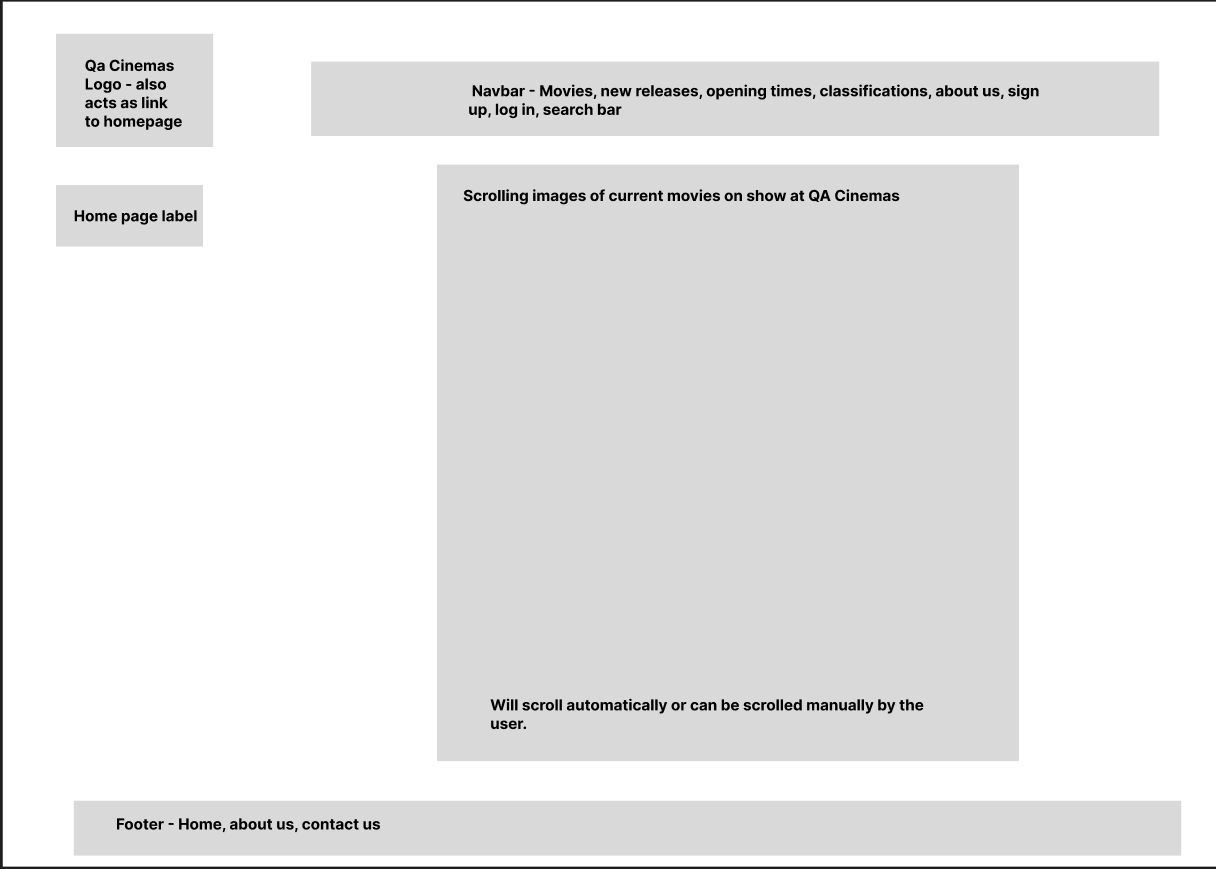 Qa Cinemas
Logo - also
acts as link
to homepage
Navbar - Movies, new releases, opening times, classifications, about us, sign
up, log in, search bar
Home page label
Scrolling images of current movies on show at QA Cinemas
Will scroll automatically or can be scrolled manually by the
user.
Footer - Home, about us, contact us